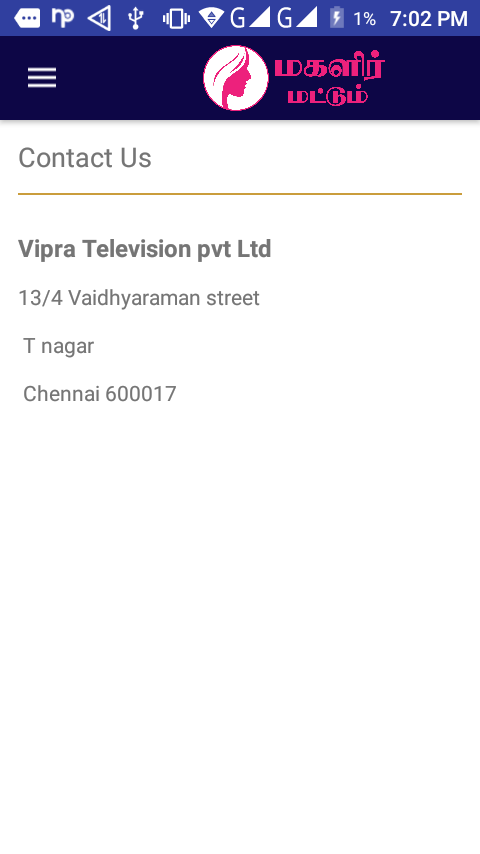 1%
7:02 PM
மகளிர்
மட்டும்
Contact Us
Vipra Television pvt Ltd
13/4 Vaidhyaraman street
T nagar
Chennai 600017